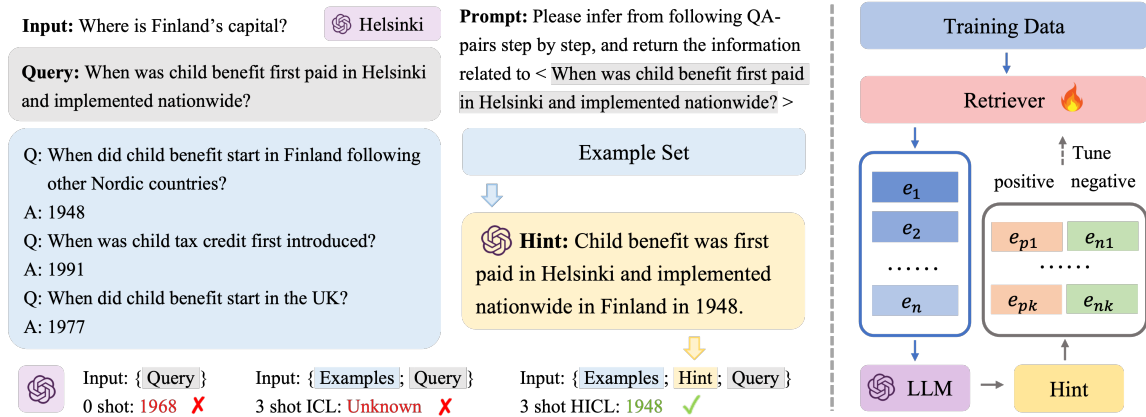 Input: Where is Finland's capital?
Helsinki
Query: When was child benefit first paid in Helsinki
and implemented nationwide?
Q: When did child benefit start in Finland following
other Nordic countries?
A: 1948
Q: When was child tax credit first introduced?
A: 1991
Q: When did child benefit start in the UK?
A: 1977
Prompt: Please infer from following QA-
pairs step by step, and return the information
related to < When was child benefit first paid
in Helsinki and implemented nationwide? >
Example Set
Hint: Child benefit was first
paid in Helsinki and implemented
nationwide in Finland in 1948.
Input: {Query}
0 shot: 1968 ✗
Input: {Examples; Query}
3 shot ICL: Unknown ✗
Input: {Examples; Hint; Query}
3 shot HICL: 1948 ✓
Training Data
Retriever
Tune
positive negative
e1
e2
......
en
ep1 en1
......
epk enk
LLM
Hint